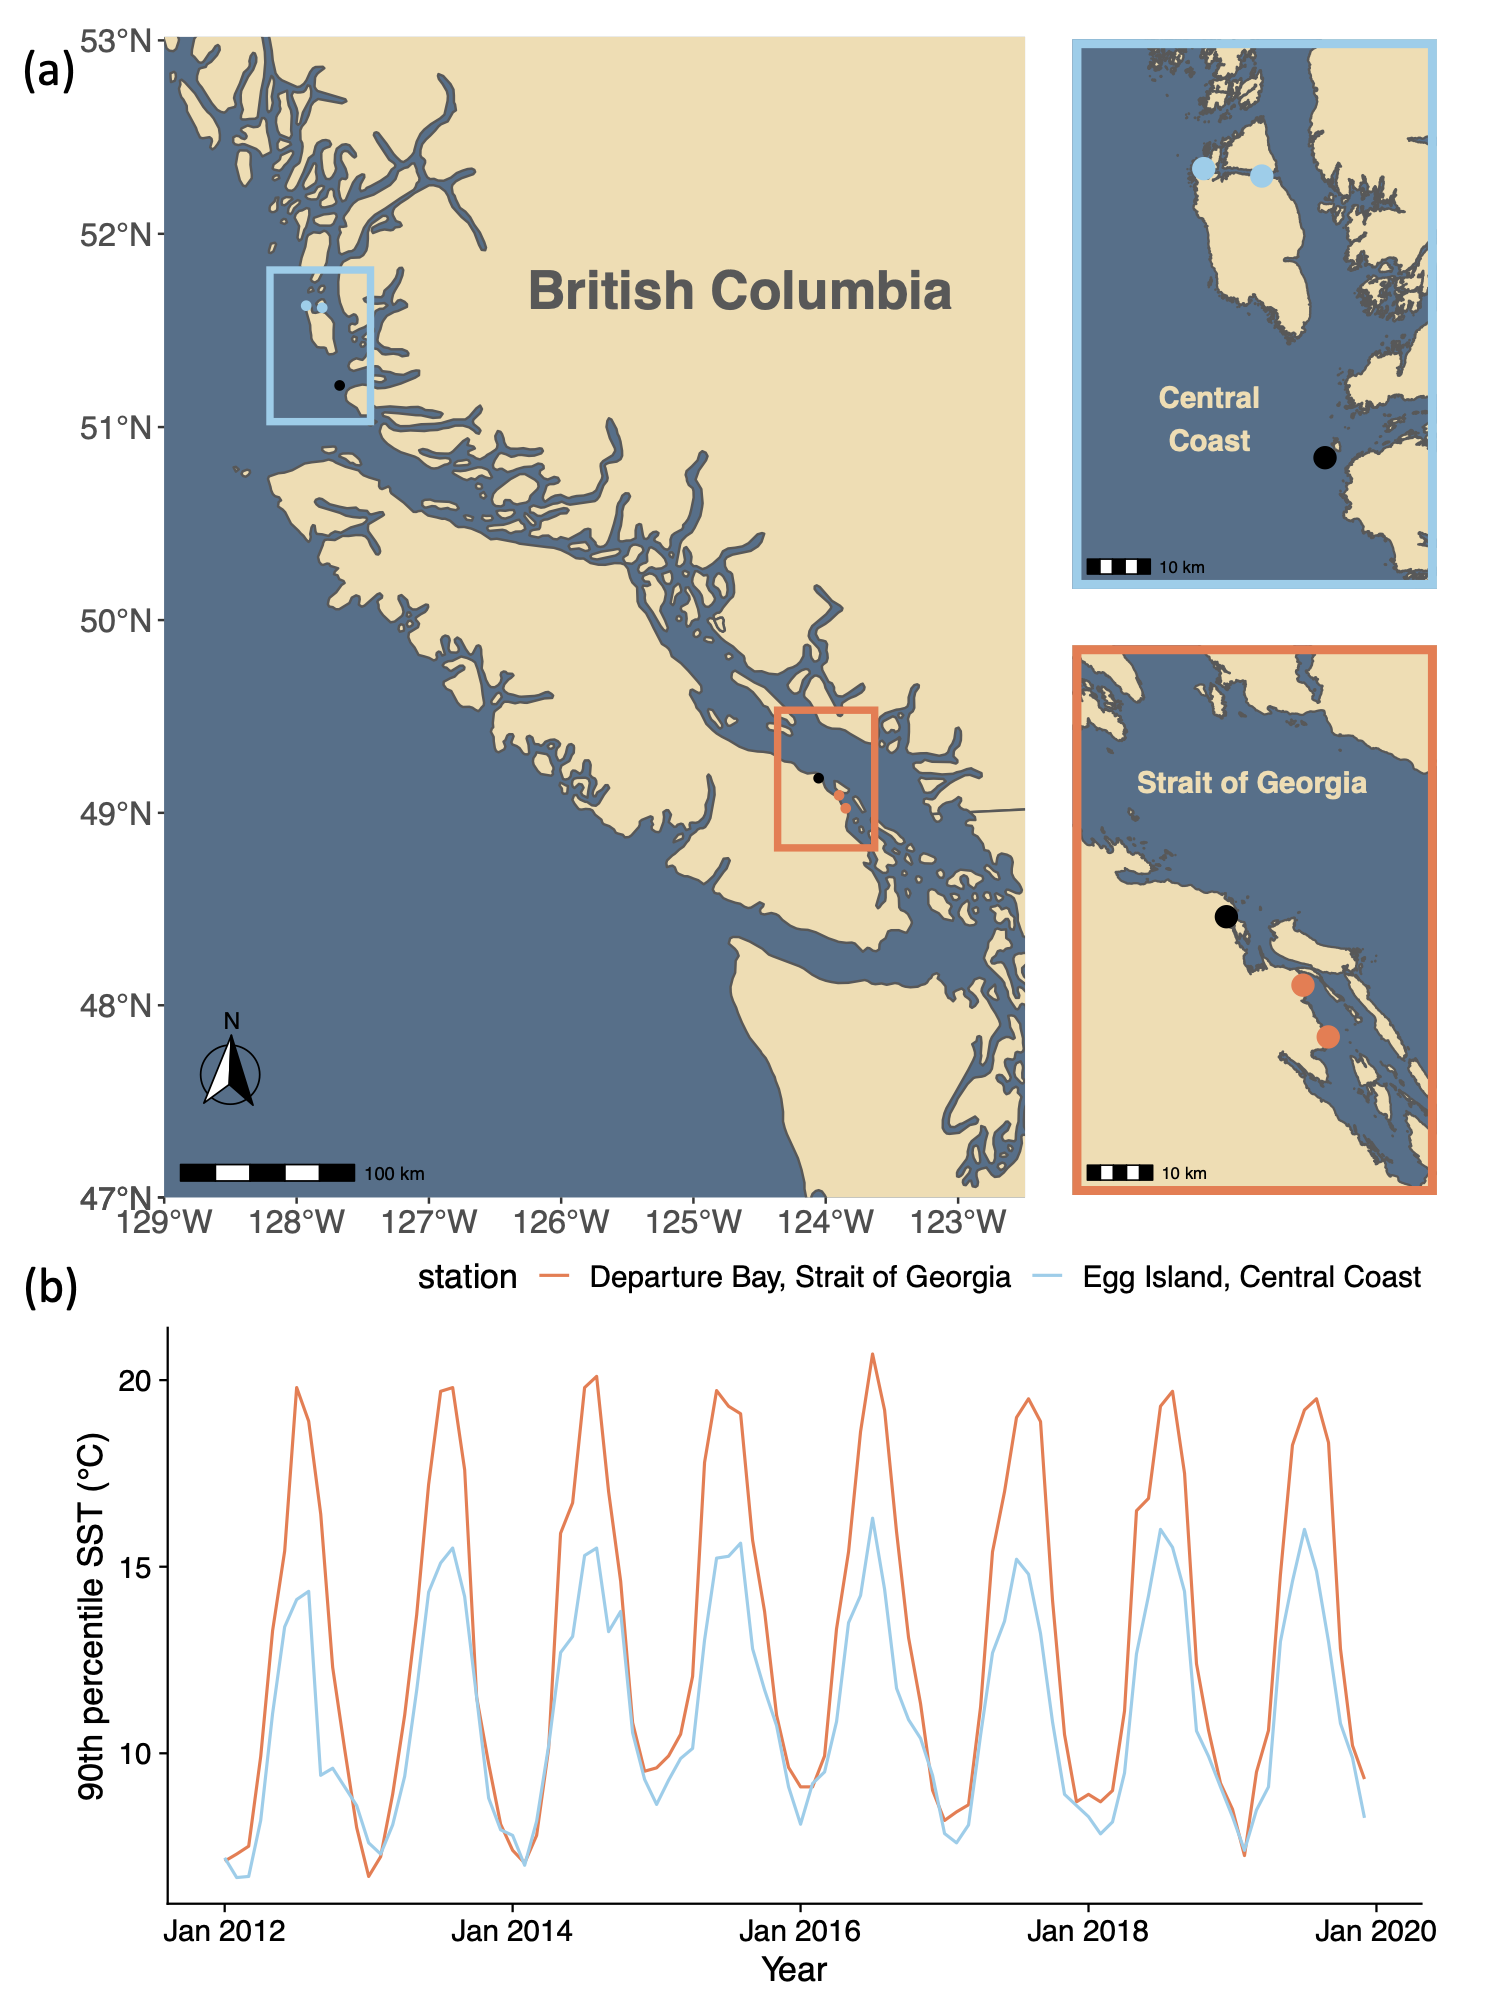 (a)
53°N
52°N
51°N
50°N
49°N
48°N
47°N
129°W
128°W
127°W
126°W
125°W
124°W
123°W
British Columbia
N
100 km
Central
Coast
10 km
Strait of Georgia
10 km
(b)
station Departure Bay, Strait of Georgia Egg Island, Central Coast
90th percentile SST (°C)
20
15
10
Jan 2012
Jan 2014
Jan 2016
Jan 2018
Jan 2020
Year